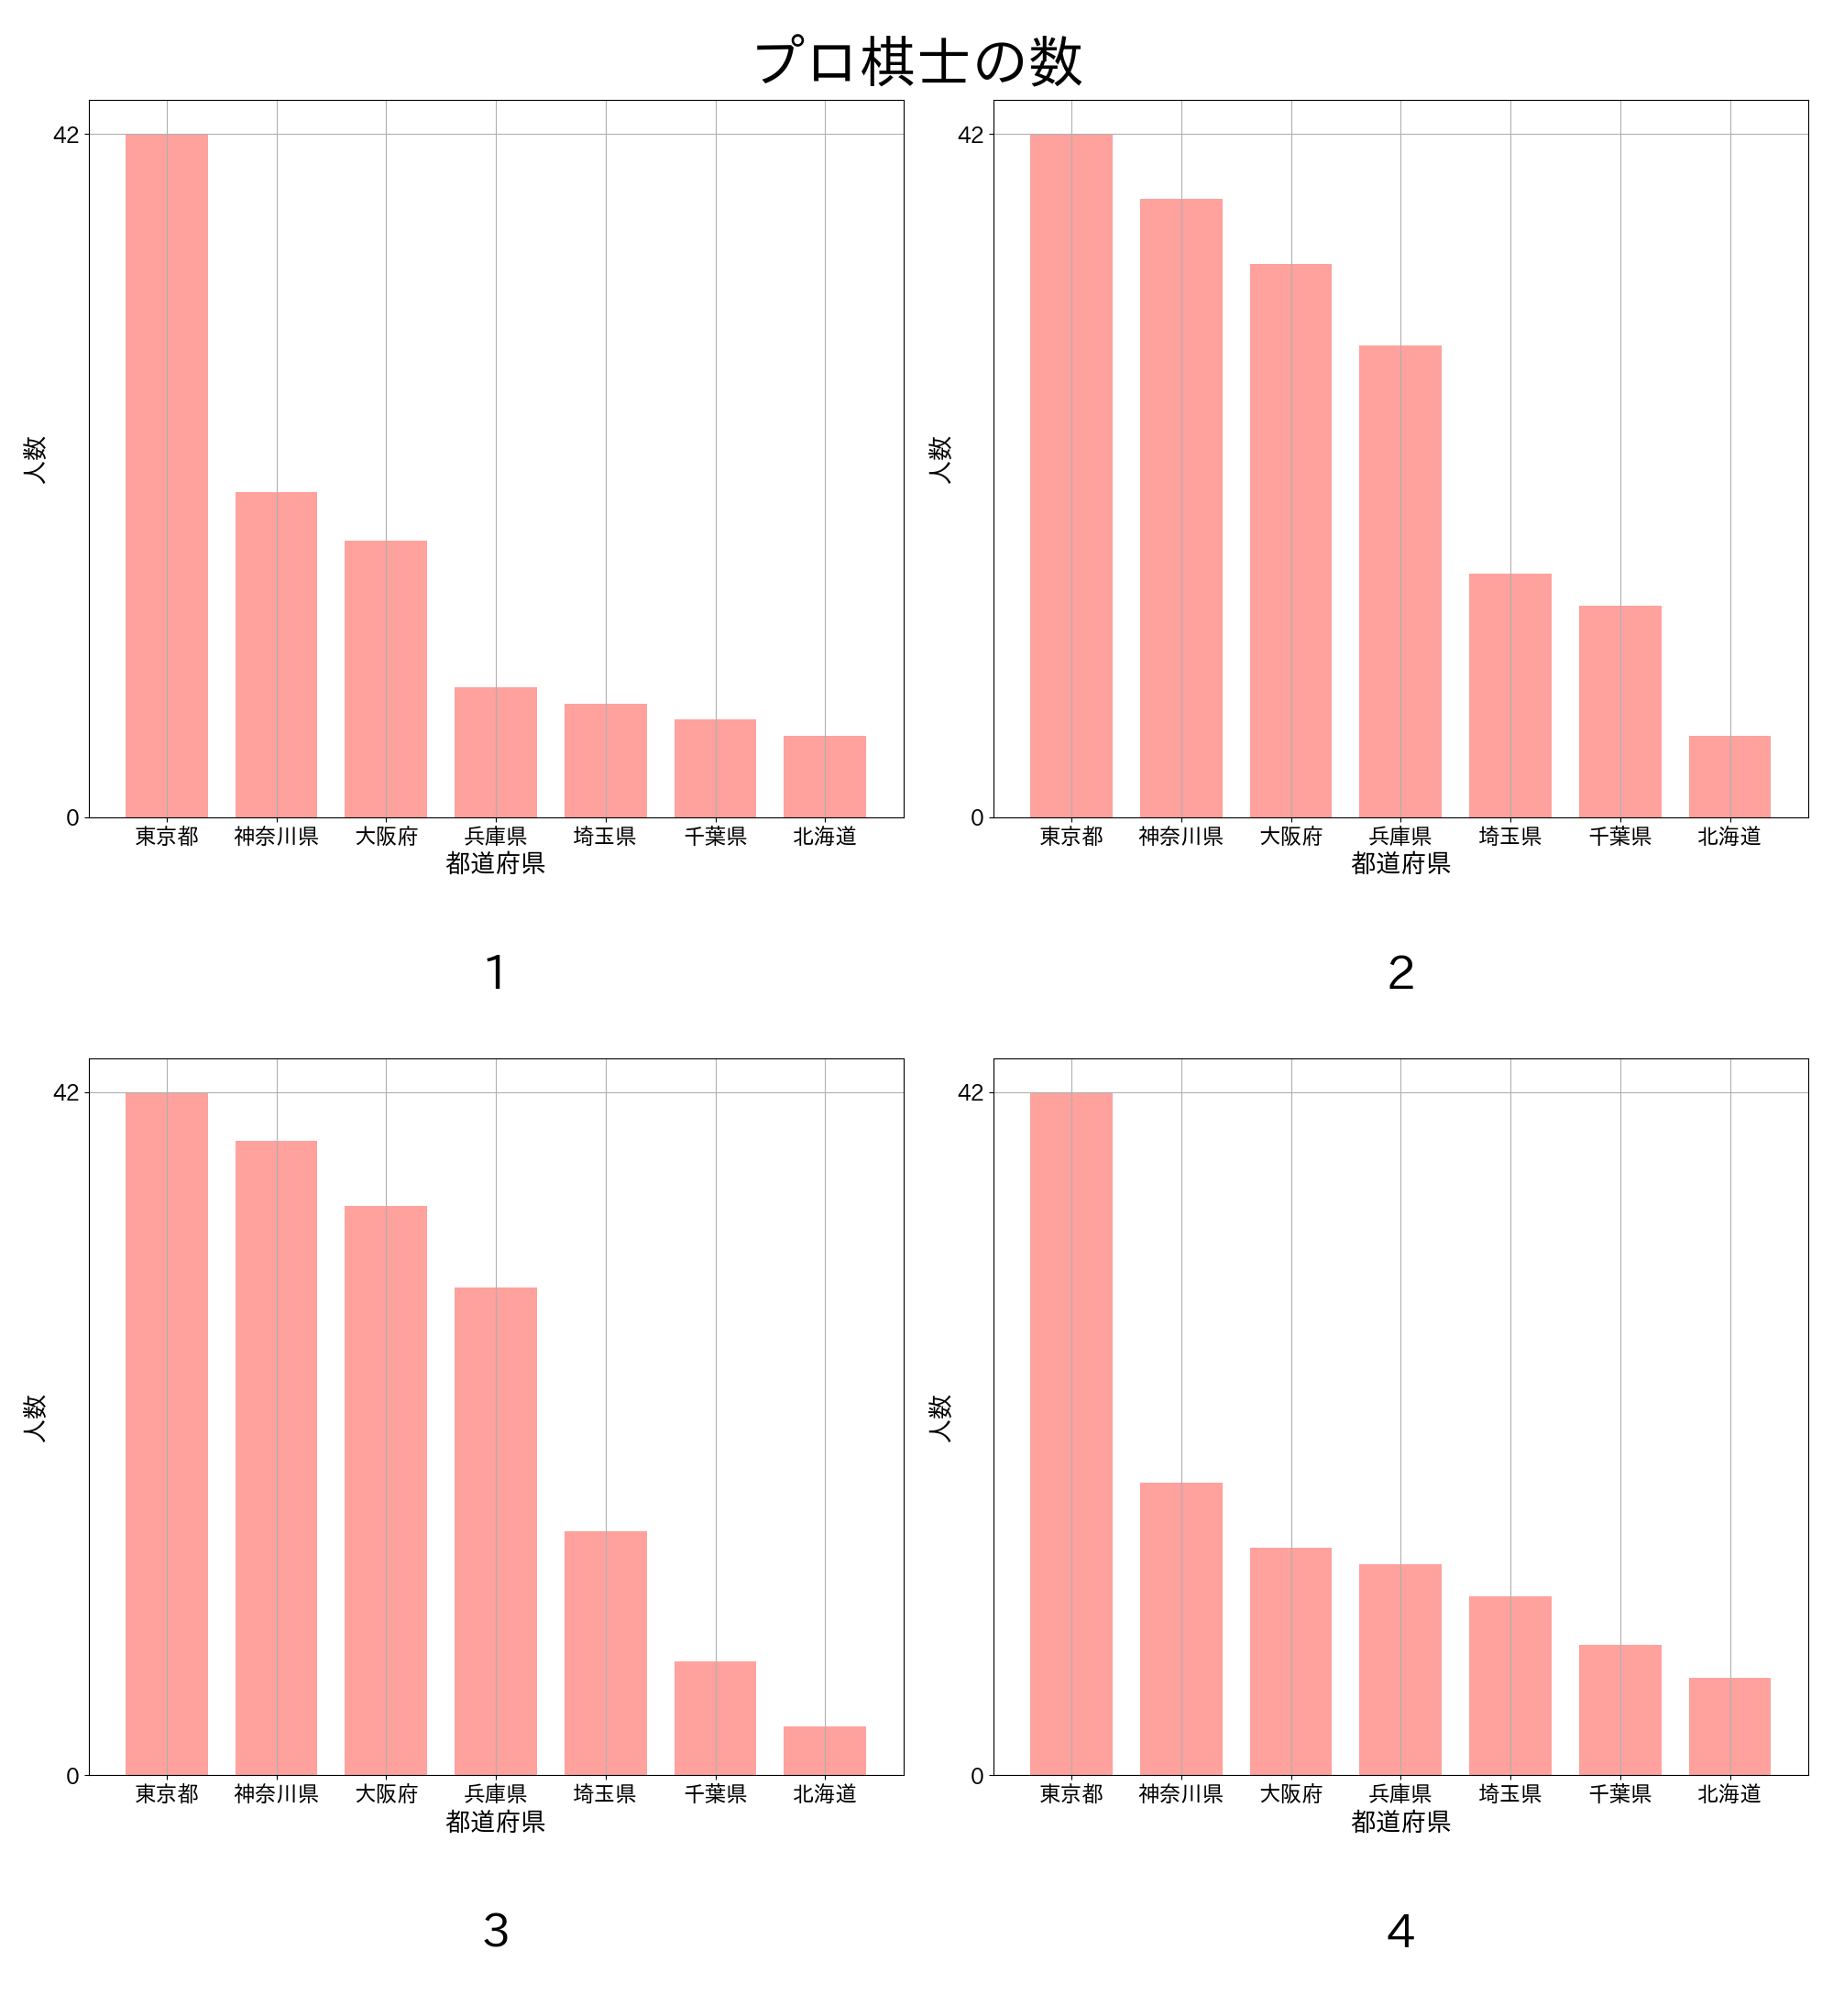 プロ棋士の数
42
0
人数
東京都 神奈川県 大阪府 兵庫県 埼玉県 千葉県 北海道
都道府県
1
42
0
人数
東京都 神奈川県 大阪府 兵庫県 埼玉県 千葉県 北海道
都道府県
2
42
0
人数
東京都 神奈川県 大阪府 兵庫県 埼玉県 千葉県 北海道
都道府県
3
42
0
人数
東京都 神奈川県 大阪府 兵庫県 埼玉県 千葉県 北海道
都道府県
4